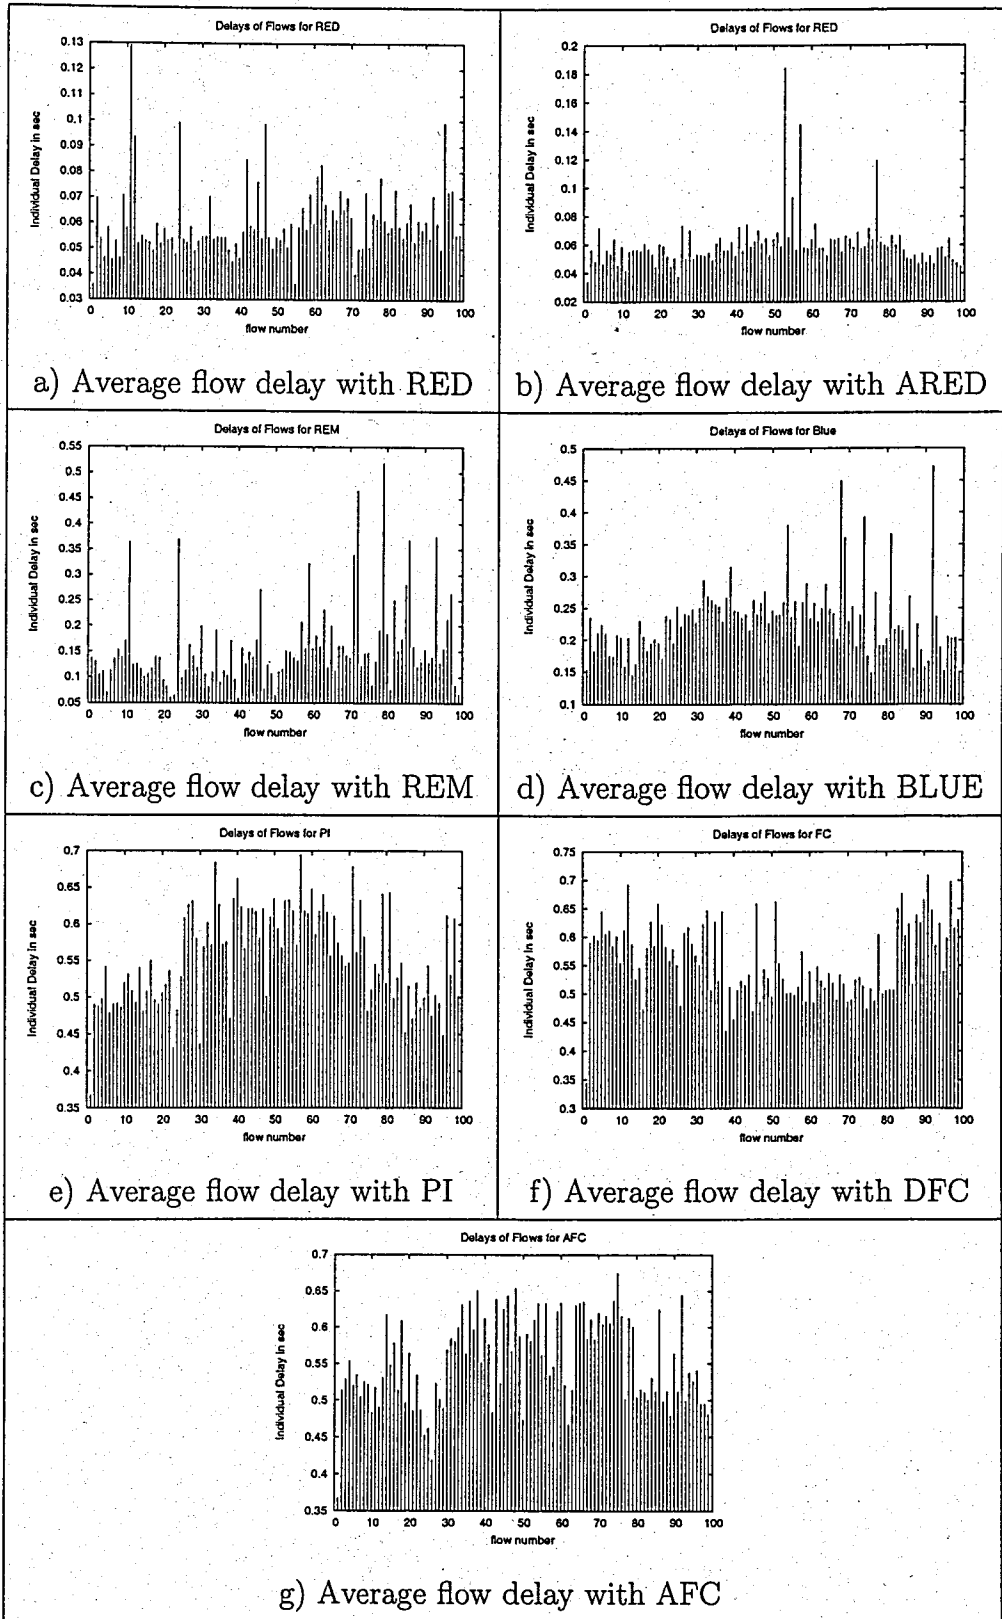 Delays of Flows for RED
Individual Delay in sec
0.13
0.12
0.11
0.1
0.09
0.08
0.07
0.06
0.05
0.04
0.03
0 10 20 30 40 50 60 70 80 90 100
flow number
a) Average flow delay with RED
Delays of Flows for RED
Individual Delay in sec
0.2
0.18
0.16
0.14
0.12
0.1
0.08
0.06
0.04
0.02
0 10 20 30 40 50 60 70 80 90 100
flow number
b) Average flow delay with ARED
Delays of Flows for REM
Individual Delay in sec
0.55
0.5
0.45
0.4
0.35
0.3
0.25
0.2
0.15
0.1
0.05
0 10 20 30 40 50 60 70 80 90 100
flow number
c) Average flow delay with REM
Delays of Flows for Blue
Individual Delay in sec
0.5
0.45
0.4
0.35
0.3
0.25
0.2
0.15
0.1
0 10 20 30 40 50 60 70 80 90 100
flow number
d) Average flow delay with BLUE
Delays of Flows for PI
Individual Delay in sec
0.7
0.65
0.6
0.55
0.5
0.45
0.4
0.35
0 10 20 30 40 50 60 70 80 90 100
flow number
e) Average flow delay with PI
Delays of Flows for FC
Individual Delay in sec
0.75
0.7
0.65
0.6
0.55
0.5
0.45
0.4
0.35
0.3
0 10 20 30 40 50 60 70 80 90 100
flow number
f) Average flow delay with DFC
Delays of Flows for AFC
Individual Delay in sec
0.7
0.65
0.6
0.55
0.5
0.45
0.4
0.35
0 10 20 30 40 50 60 70 80 90 100
flow number
g) Average flow delay with AFC